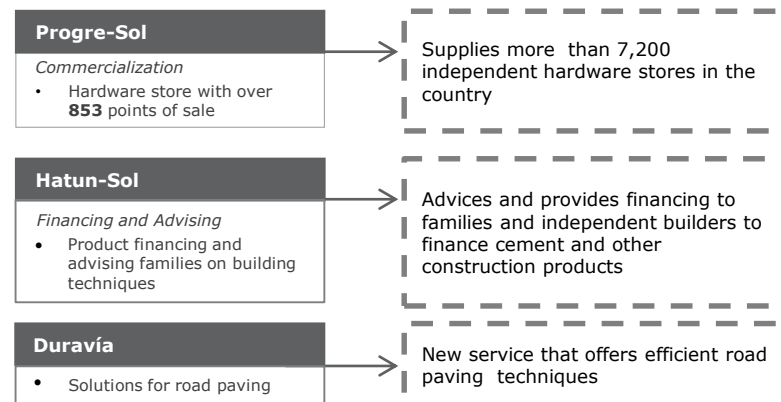 Progre-Sol
Commercialization
• Hardware store with over
853 points of sale
Supplies more than 7,200
independent hardware stores in the
country
Hatun-Sol
Financing and Advising
• Product financing and
advising families on building
techniques
Advices and provides financing to
families and independent builders to
finance cement and other
construction products
Duravía
• Solutions for road paving
New service that offers efficient road
paving techniques